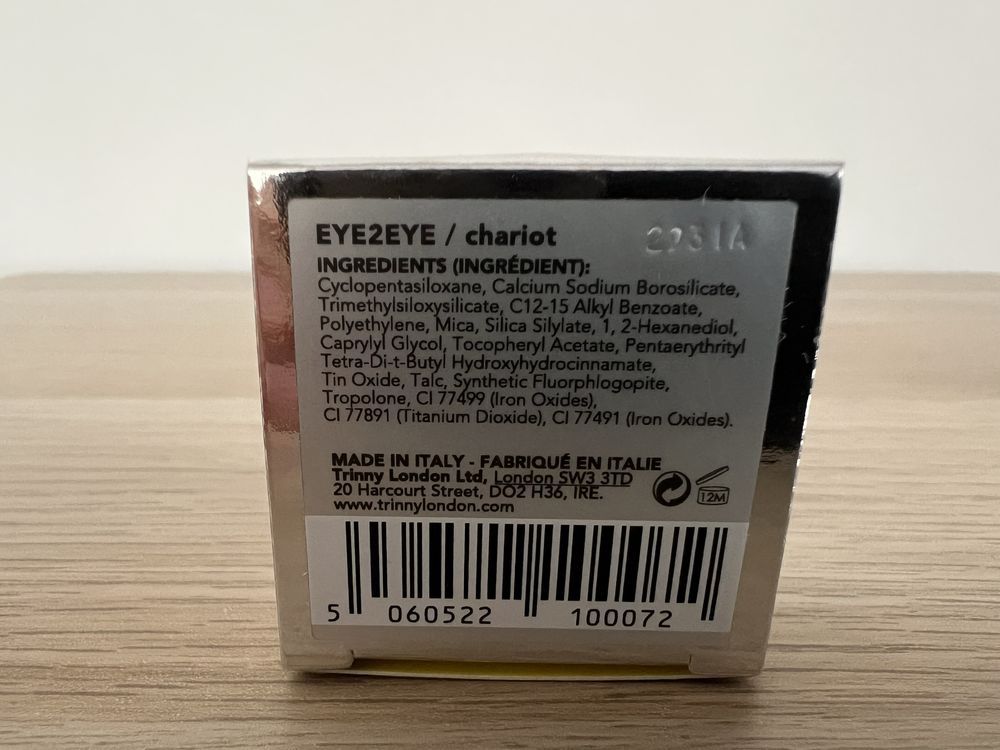 EYE2EYE / chariot
2231A
INGREDIENTS (INGRÉDIENT):
Cyclopentasiloxane, Calcium Sodium Borosilicate,
Trimethylsiloxysilicate, C12-15 Alkyl Benzoate,
Polyethylene, Mica, Silica Silylate, 1, 2-Hexanediol,
Caprylyl Glycol, Tocopheryl Acetate, Pentaerythrityl
Tetra-Di-t-Butyl Hydroxyhydrocinnamate,
Tin Oxide, Talc, Synthetic Fluorphlogopite,
Tropolone, CI 77499 (Iron Oxides),
CI 77891 (Titanium Dioxide), CI 77491 (Iron Oxides).
MADE IN ITALY - FABRIQUÉ EN ITALIE
Trinny London Ltd, London SW3 3TD
20 Harcourt Street, DO2 H36, IRE.
www.trinnylondon.com
12M
5 060522 100072